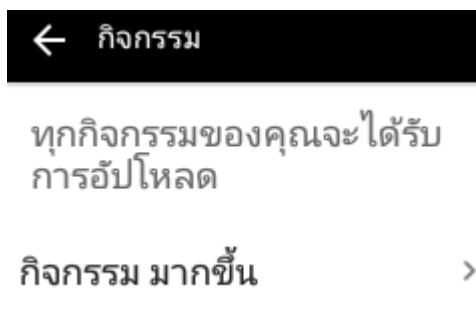 กิจกรรม
ทุกกิจกรรมของคุณจะได้รับ
การอัปโหลด
กิจกรรม มากขึ้น